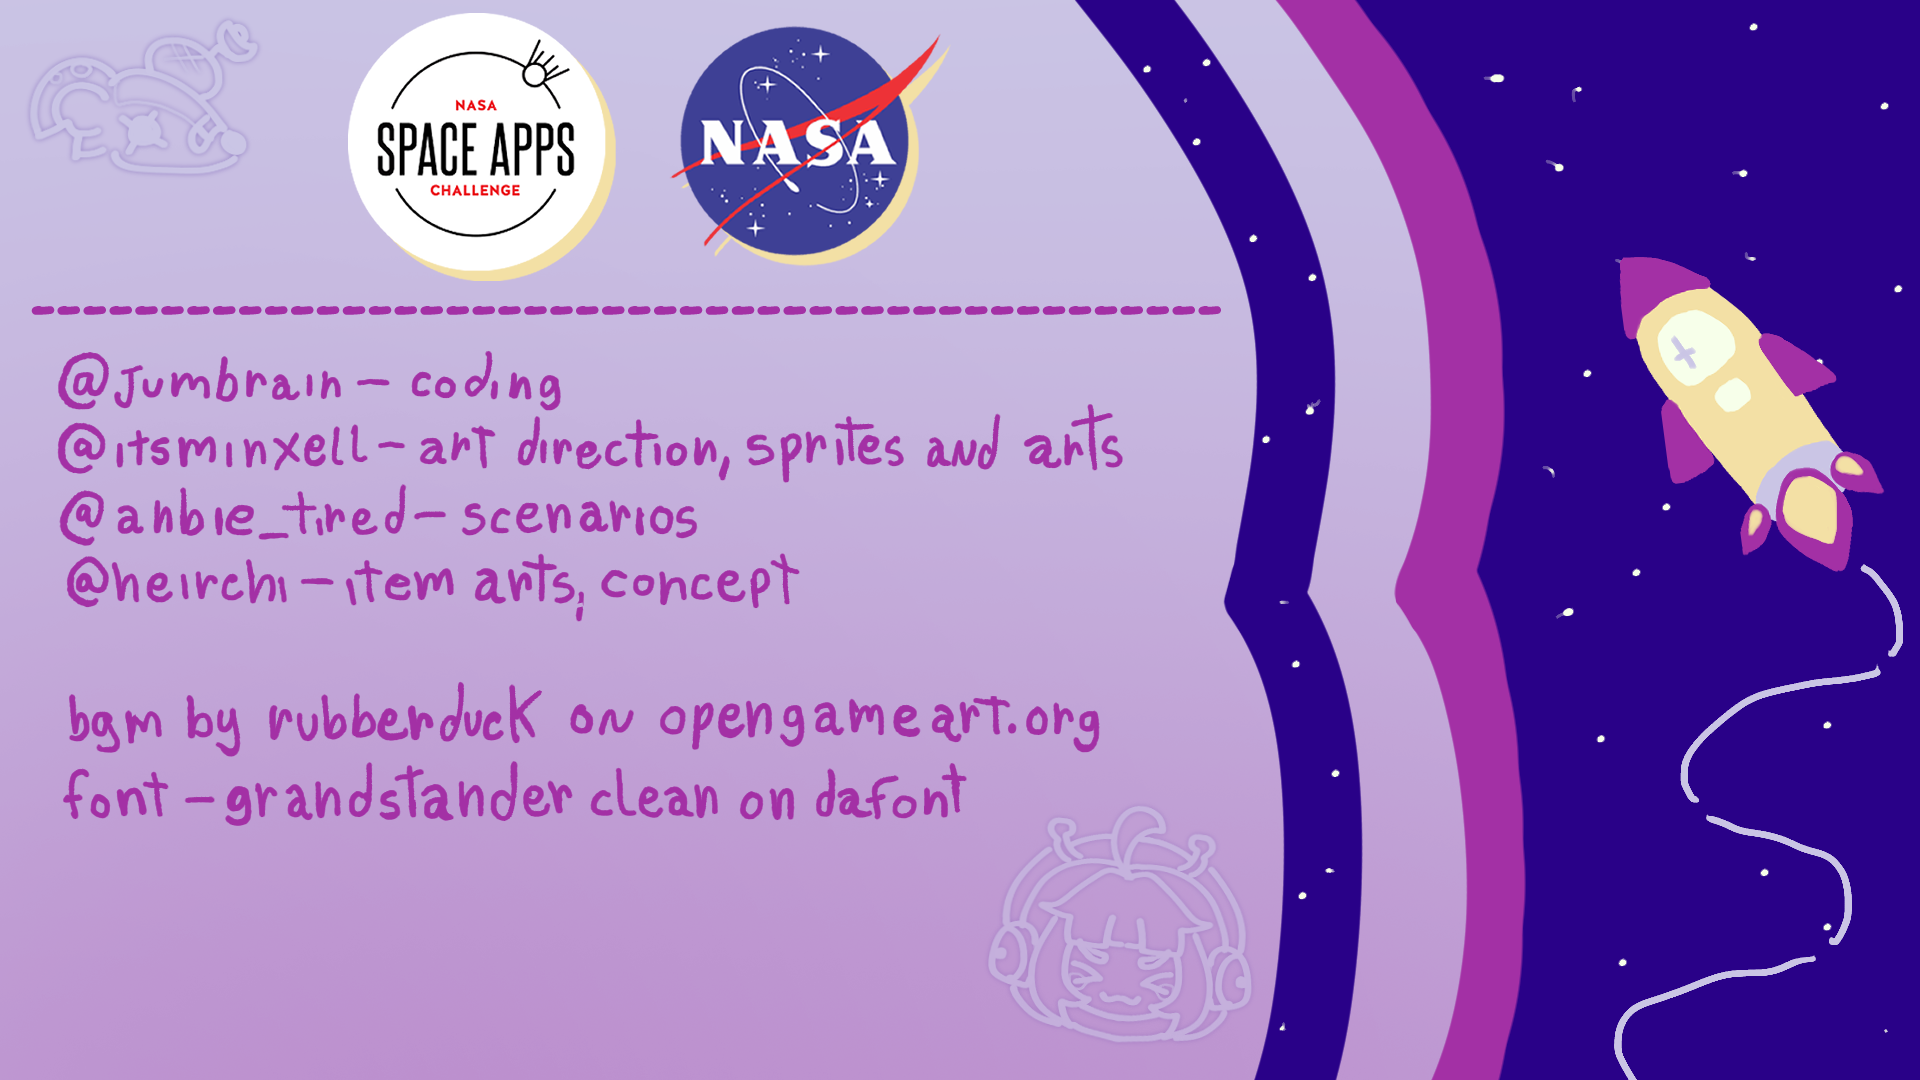 NASA
SPACE APPS
CHALLENGE
NASA
@jumbrain - coding
@itsminxell - art direction, sprites and arts
@anbie_tired - scenarios
@heirchi - item arts, concept
bgm by rubberduck on opengameart.org
font - grandstander clean on dafont